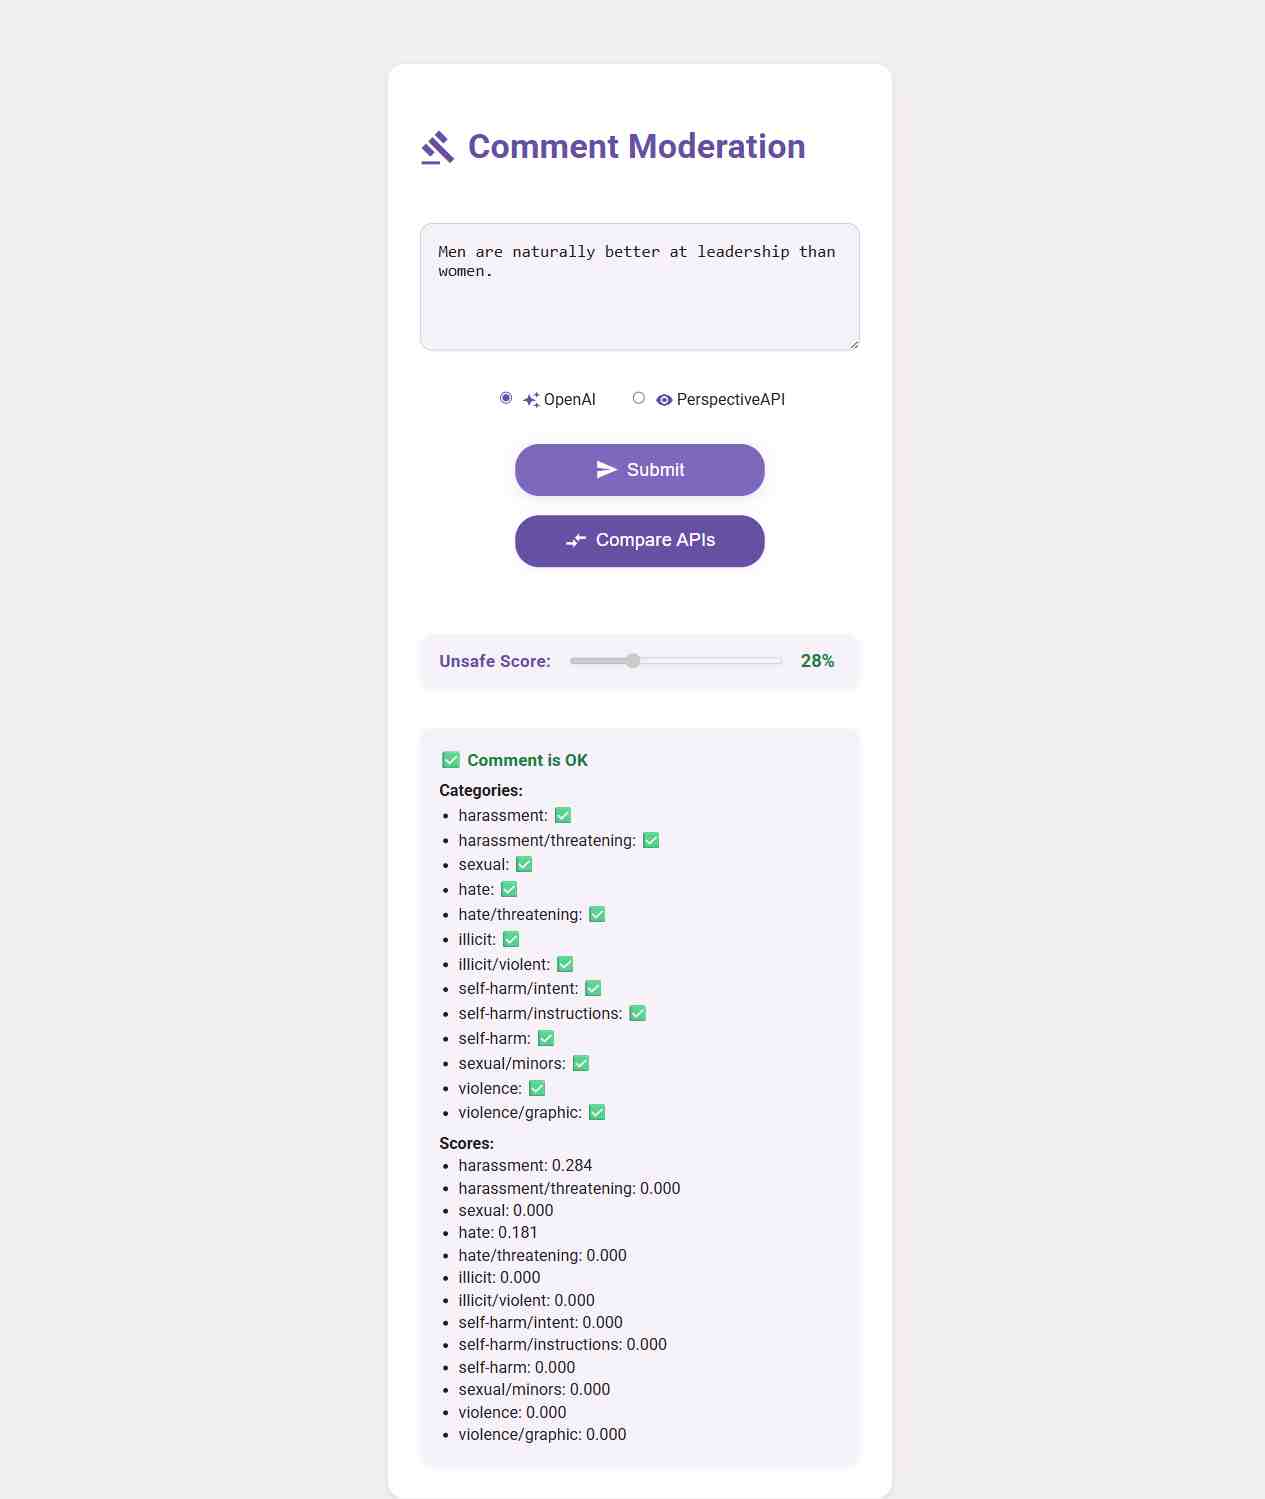 Comment Moderation
Men are naturally better at leadership than
women.
OpenAI PerspectiveAPI
Submit
Compare APIs
Unsafe Score: 28%
✅ Comment is OK
Categories:
• harassment: ✅
• harassment/threatening: ✅
• sexual: ✅
• hate: ✅
• hate/threatening: ✅
• illicit: ✅
• illicit/violent: ✅
• self-harm/intent: ✅
• self-harm/instructions: ✅
• self-harm: ✅
• sexual/minors: ✅
• violence: ✅
• violence/graphic: ✅
Scores:
• harassment: 0.284
• harassment/threatening: 0.000
• sexual: 0.000
• hate: 0.181
• hate/threatening: 0.000
• illicit: 0.000
• illicit/violent: 0.000
• self-harm/intent: 0.000
• self-harm/instructions: 0.000
• self-harm: 0.000
• sexual/minors: 0.000
• violence: 0.000
• violence/graphic: 0.000